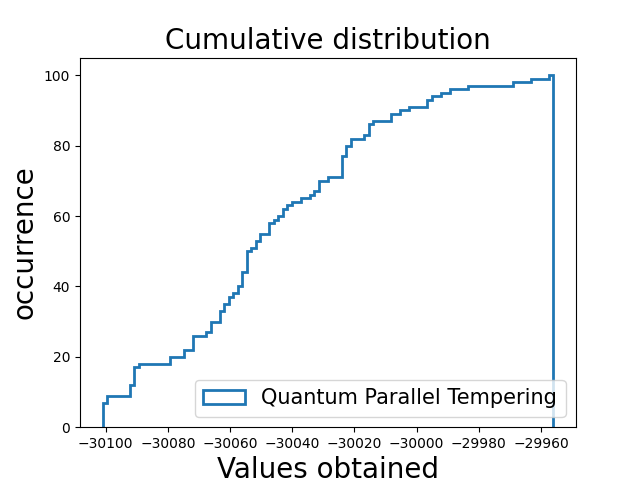 Cumulative distribution
occurrence
100
80
60
40
20
0
Quantum Parallel Tempering
−30100 −30080 −30060 −30040 −30020 −30000 −29980 −29960
Values obtained